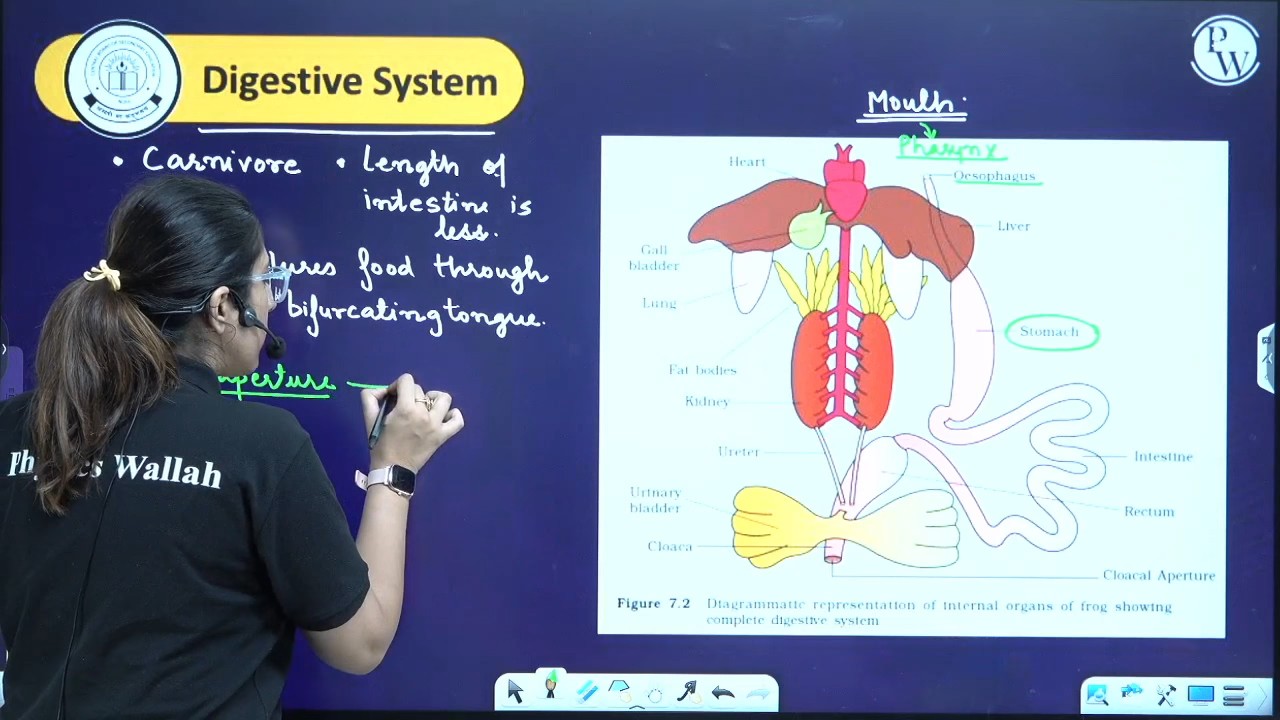 Digestive System
PW
• Carnivore
• Length of
intestine is
less.
food through
bifurcating tongue.
aperture —
Mouth.
Pharynx
Heart
Oesophagus
Liver
Gall
bladder
Lung
Stomach
Fat bodies
Kidney
Ureter
Intestine
Urinary
bladder
Rectum
Cloaca
Cloacal Aperture
Figure 7.2 Diagrammatic representation of internal organs of frog showing
complete digestive system
Wallah